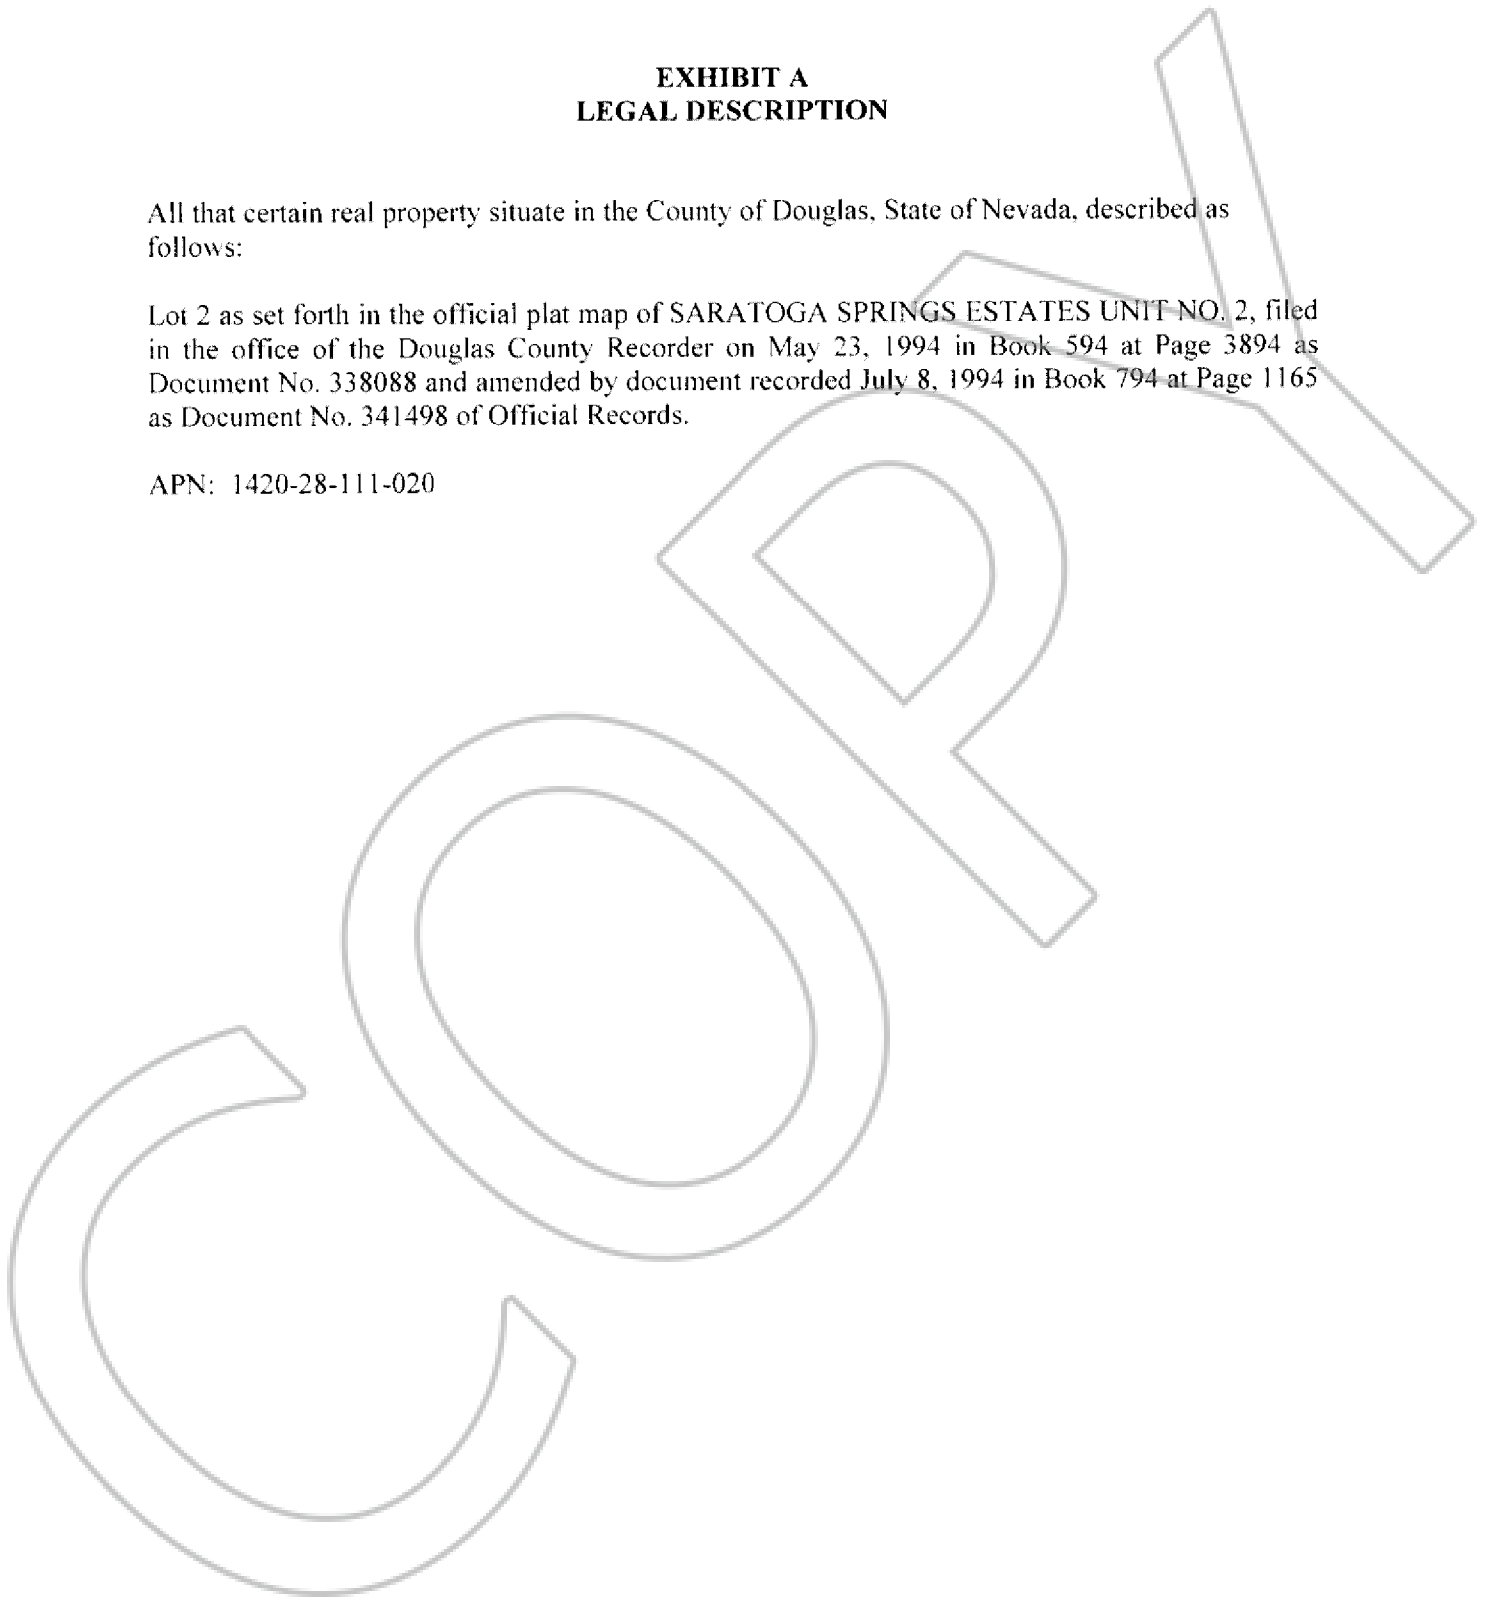 EXHIBIT A
LEGAL DESCRIPTION
All that certain real property situate in the County of Douglas, State of Nevada, described as
follows:
Lot 2 as set forth in the official plat map of SARATOGA SPRINGS ESTATES UNIT NO. 2, filed
in the office of the Douglas County Recorder on May 23, 1994 in Book 594 at Page 3894 as
Document No. 338088 and amended by document recorded July 8, 1994 in Book 794 at Page 1165
as Document No. 341498 of Official Records.
APN: 1420-28-111-020
COPY